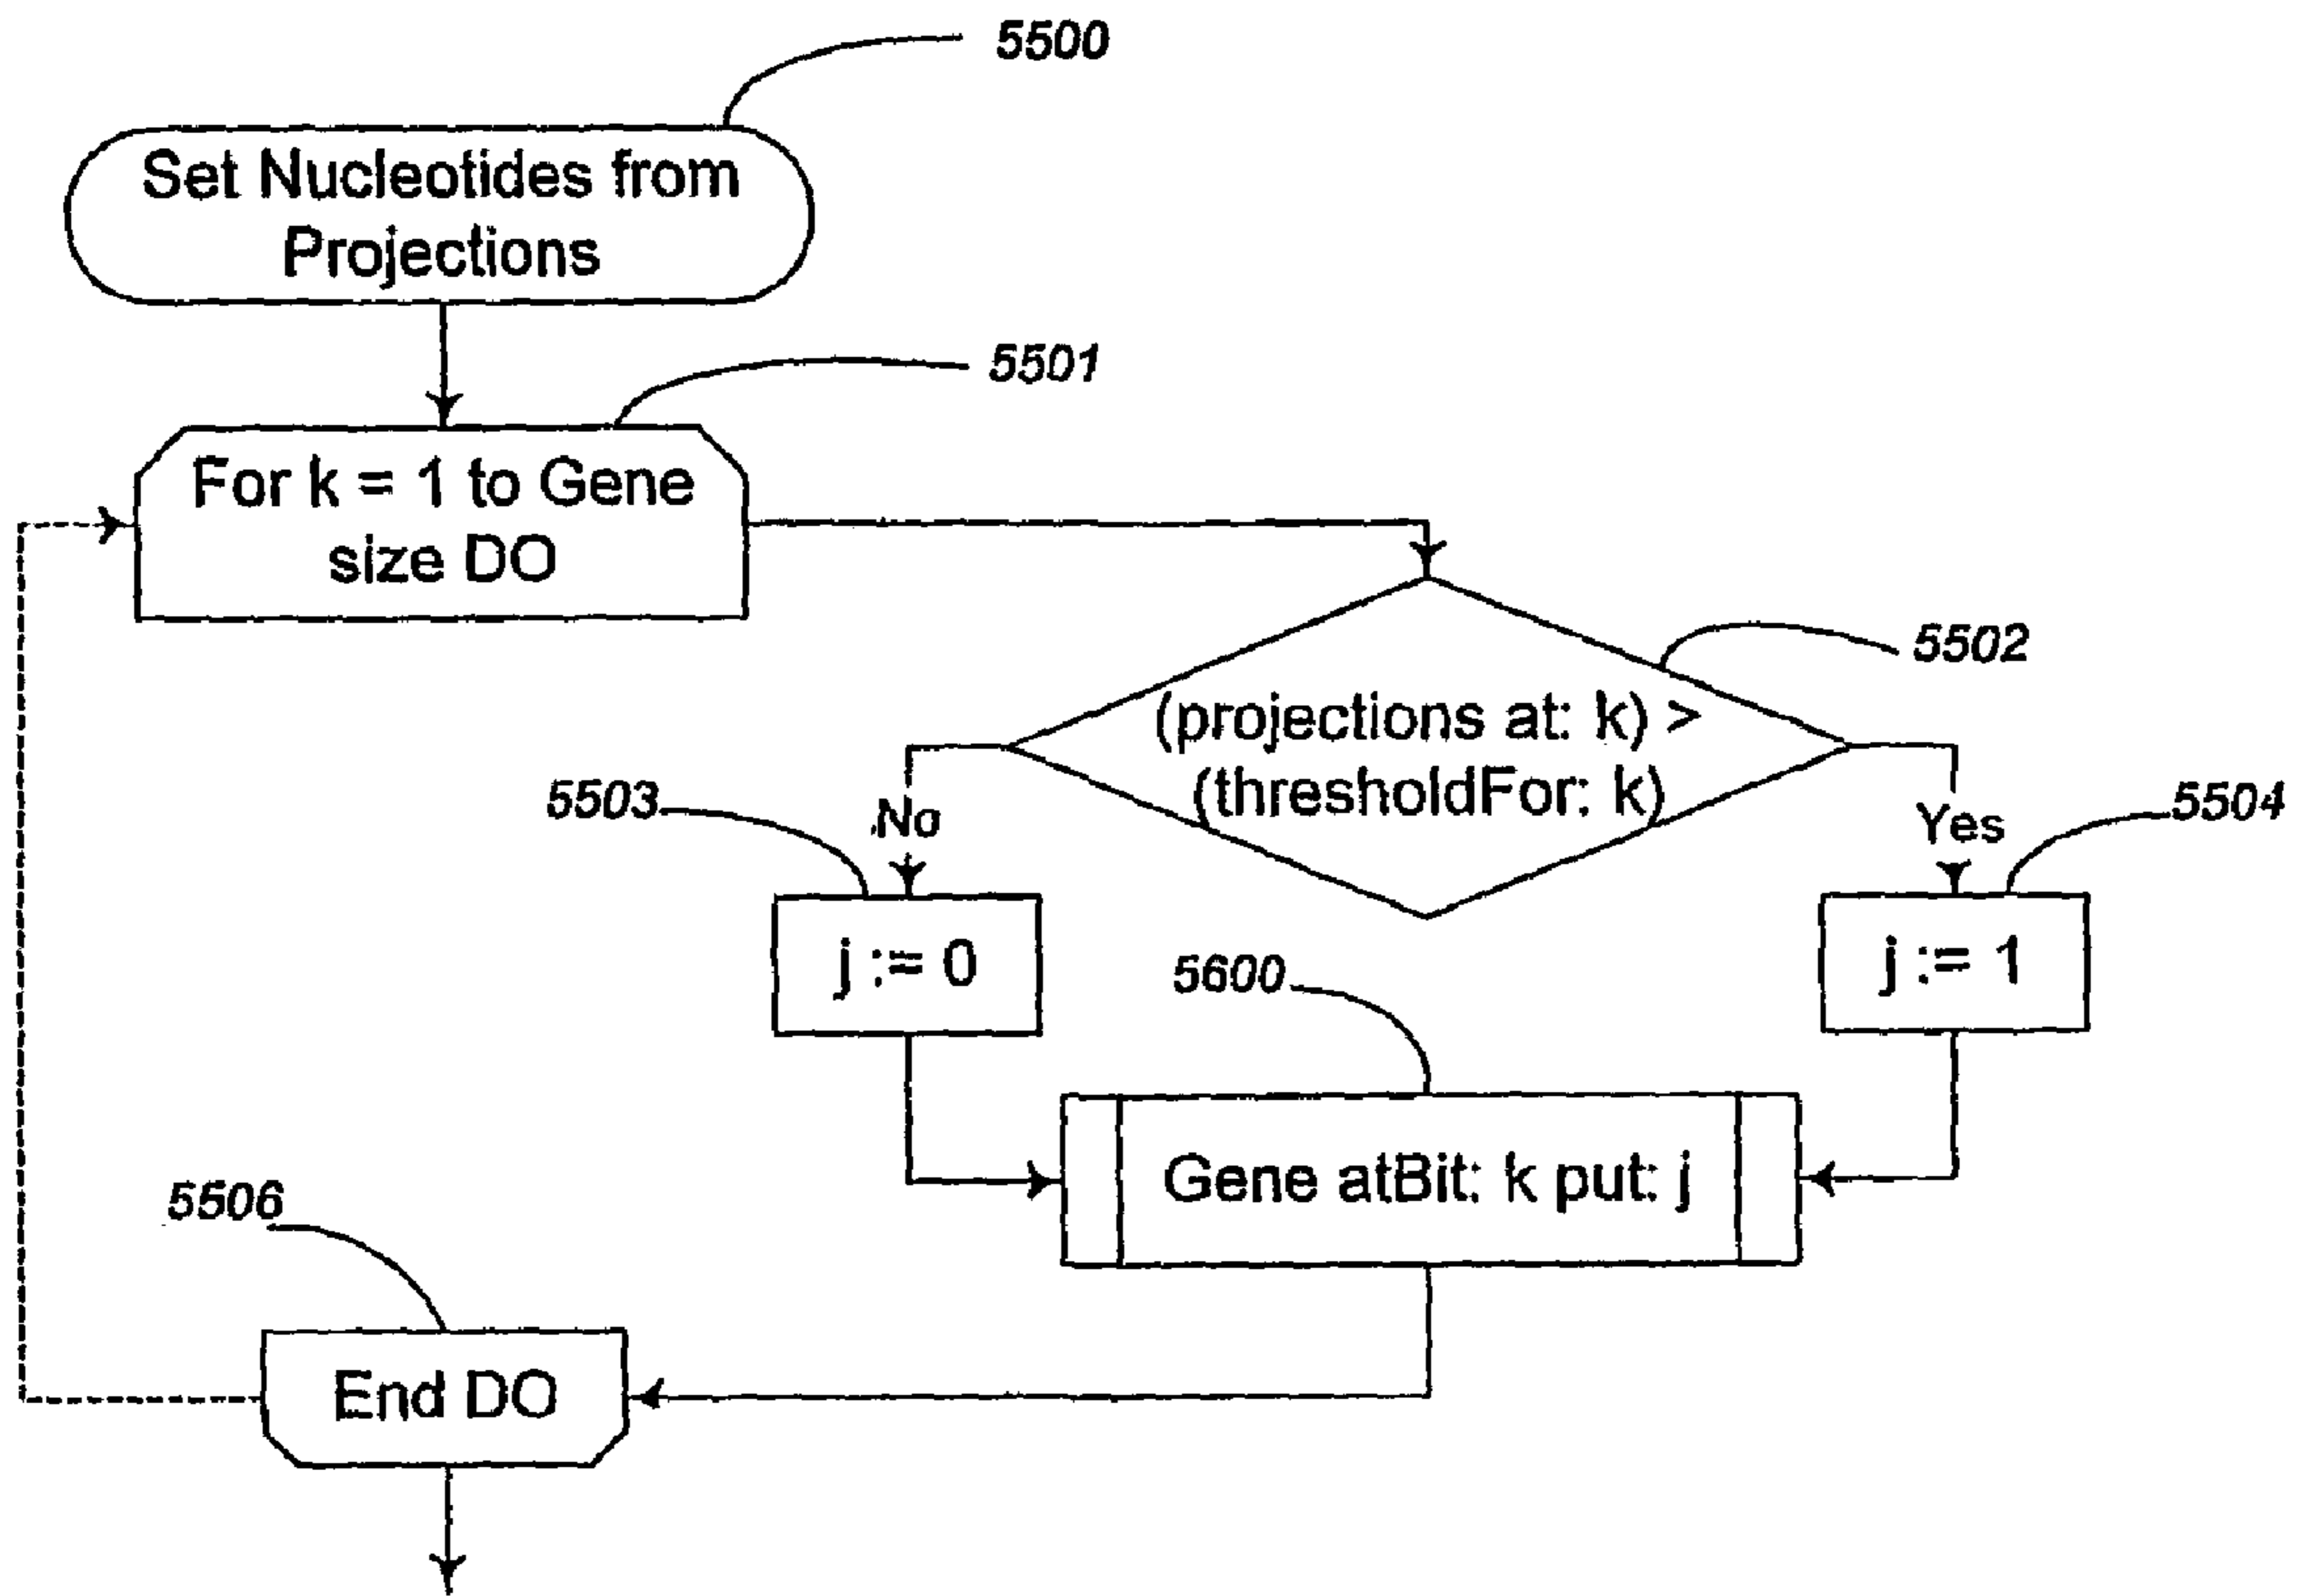 5500
Set Nucleotides from
Projections
5501
For k = 1 to Gene
size DO
5502
(projections at: k) >
(thresholdFor: k)
5503
No
Yes
5504
j := 0
j := 1
5600
Gene atBit: k put: j
5506
End DO